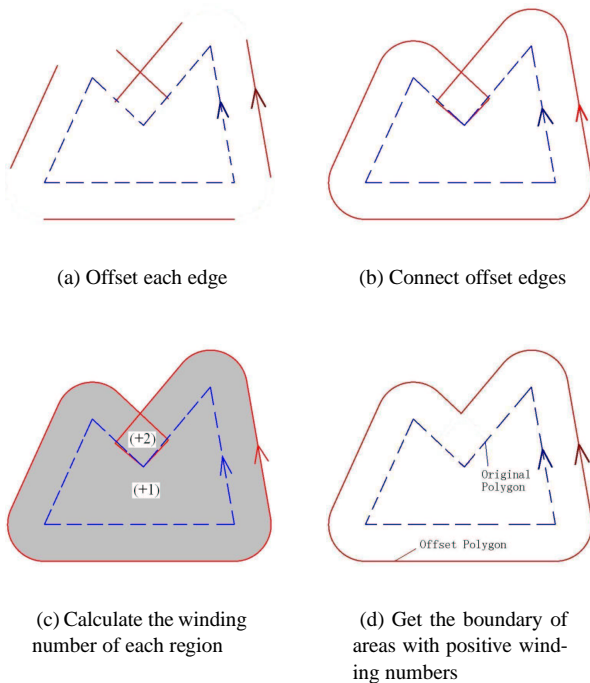 (a) Offset each edge
(b) Connect offset edges
(+2)
(+1)
(c) Calculate the winding
number of each region
Original
Polygon
Offset Polygon
(d) Get the boundary of
areas with positive wind-
ing numbers